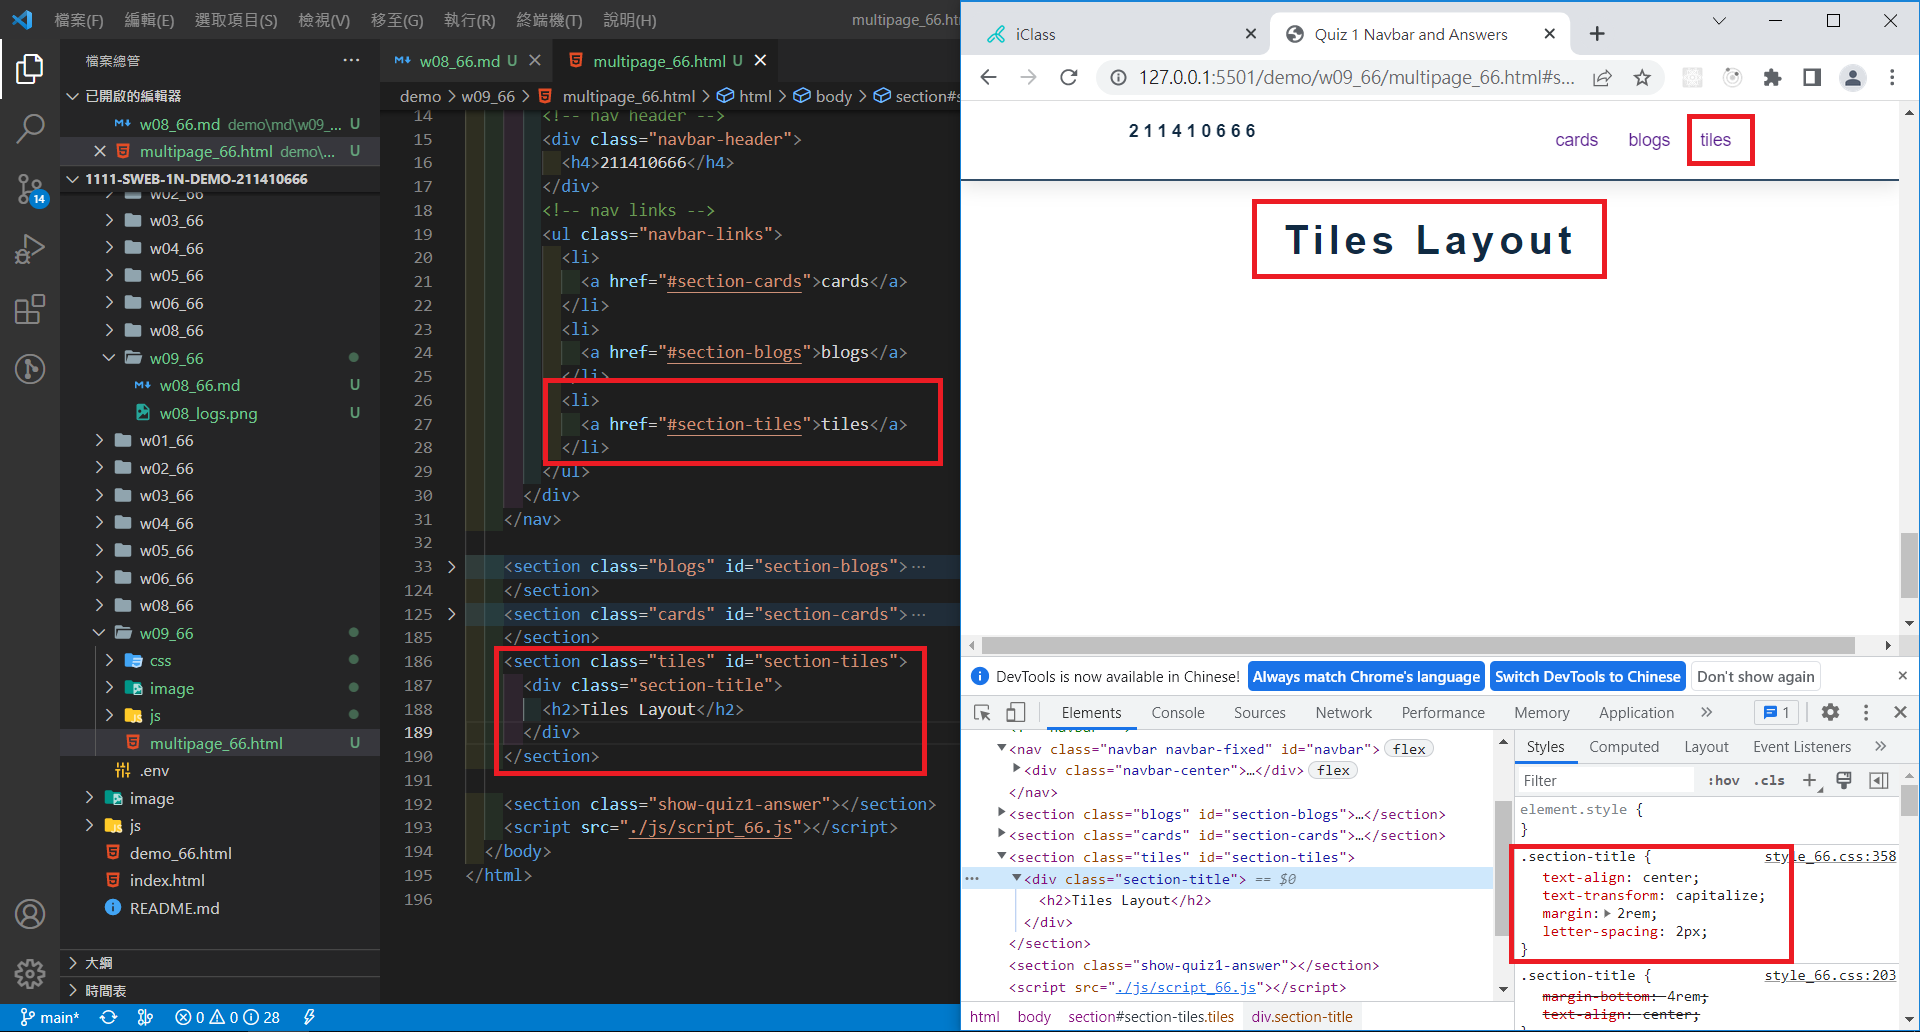 檔案(F) 編輯(E) 選取項目(S) 檢視(V) 移至(G) 執行(R) 終端機(T) 說明(H) multipage_66.ht
檔案總管 ···
已開啟的編輯器
w08_66.md demo\md\w09_... U
multipage_66.html demo\... U
1111-SWEB-1N-DEMO-211410666
w02_66
w03_66
w04_66
w05_66
w06_66
w08_66
w09_66
w08_66.md U
w08_logs.png U
w01_66
w02_66
w03_66
w04_66
w05_66
w06_66
w08_66
w09_66
css
image
js
multipage_66.html U
.env
image
js
demo_66.html
index.html
README.md
大綱
時間表
14
w08_66.md U
multipage_66.html U
demo > w09_66 > multipage_66.html > html > body > section#s
14 <!-- nav header -->
15 <div class="navbar-header">
16 <h4>211410666</h4>
17 </div>
18 <!-- nav links -->
19 <ul class="navbar-links">
20 <li>
21 <a href="#section-cards">cards</a>
22 </li>
23 <li>
24 <a href="#section-blogs">blogs</a>
25 </li>
26 <li>
27 <a href="#section-tiles">tiles</a>
28 </li>
29 </ul>
30 </div>
31 </nav>
32
33 <section class="blogs" id="section-blogs">···
124 </section>
125 <section class="cards" id="section-cards">···
185 </section>
186 <section class="tiles" id="section-tiles">
187 <div class="section-title">
188 <h2>Tiles Layout</h2>
189 </div>
190 </section>
191
192 <section class="show-quiz1-answer"></section>
193 <script src="./js/script_66.js"></script>
194 </body>
195 </html>
196
main* 0 0 28
iClass
Quiz 1 Navbar and Answers
127.0.0.1:5501/demo/w09_66/multipage_66.html#s...
211410666
cards blogs tiles
Tiles Layout
DevTools is now available in Chinese! Always match Chrome's language Switch DevTools to Chinese Don't show again
Elements Console Sources Network Performance Memory Application » 1
<nav class="navbar navbar-fixed" id="navbar"> flex
<div class="navbar-center">…</div> flex
</nav>
<section class="blogs" id="section-blogs">…</section>
<section class="cards" id="section-cards">…</section>
<section class="tiles" id="section-tiles">
··· <div class="section-title"> == $0
<h2>Tiles Layout</h2>
</div>
</section>
<section class="show-quiz1-answer"></section>
<script src="./js/script_66.js"></script>
html body section#section-tiles.tiles div.section-title
Styles Computed Layout Event Listeners »
Filter :hov .cls +
element.style {
}
.section-title { style_66.css:358
text-align: center;
text-transform: capitalize;
margin: 2rem;
letter-spacing: 2px;
}
.section-title { style_66.css:203
margin-bottom: 4rem;
text-align: center;